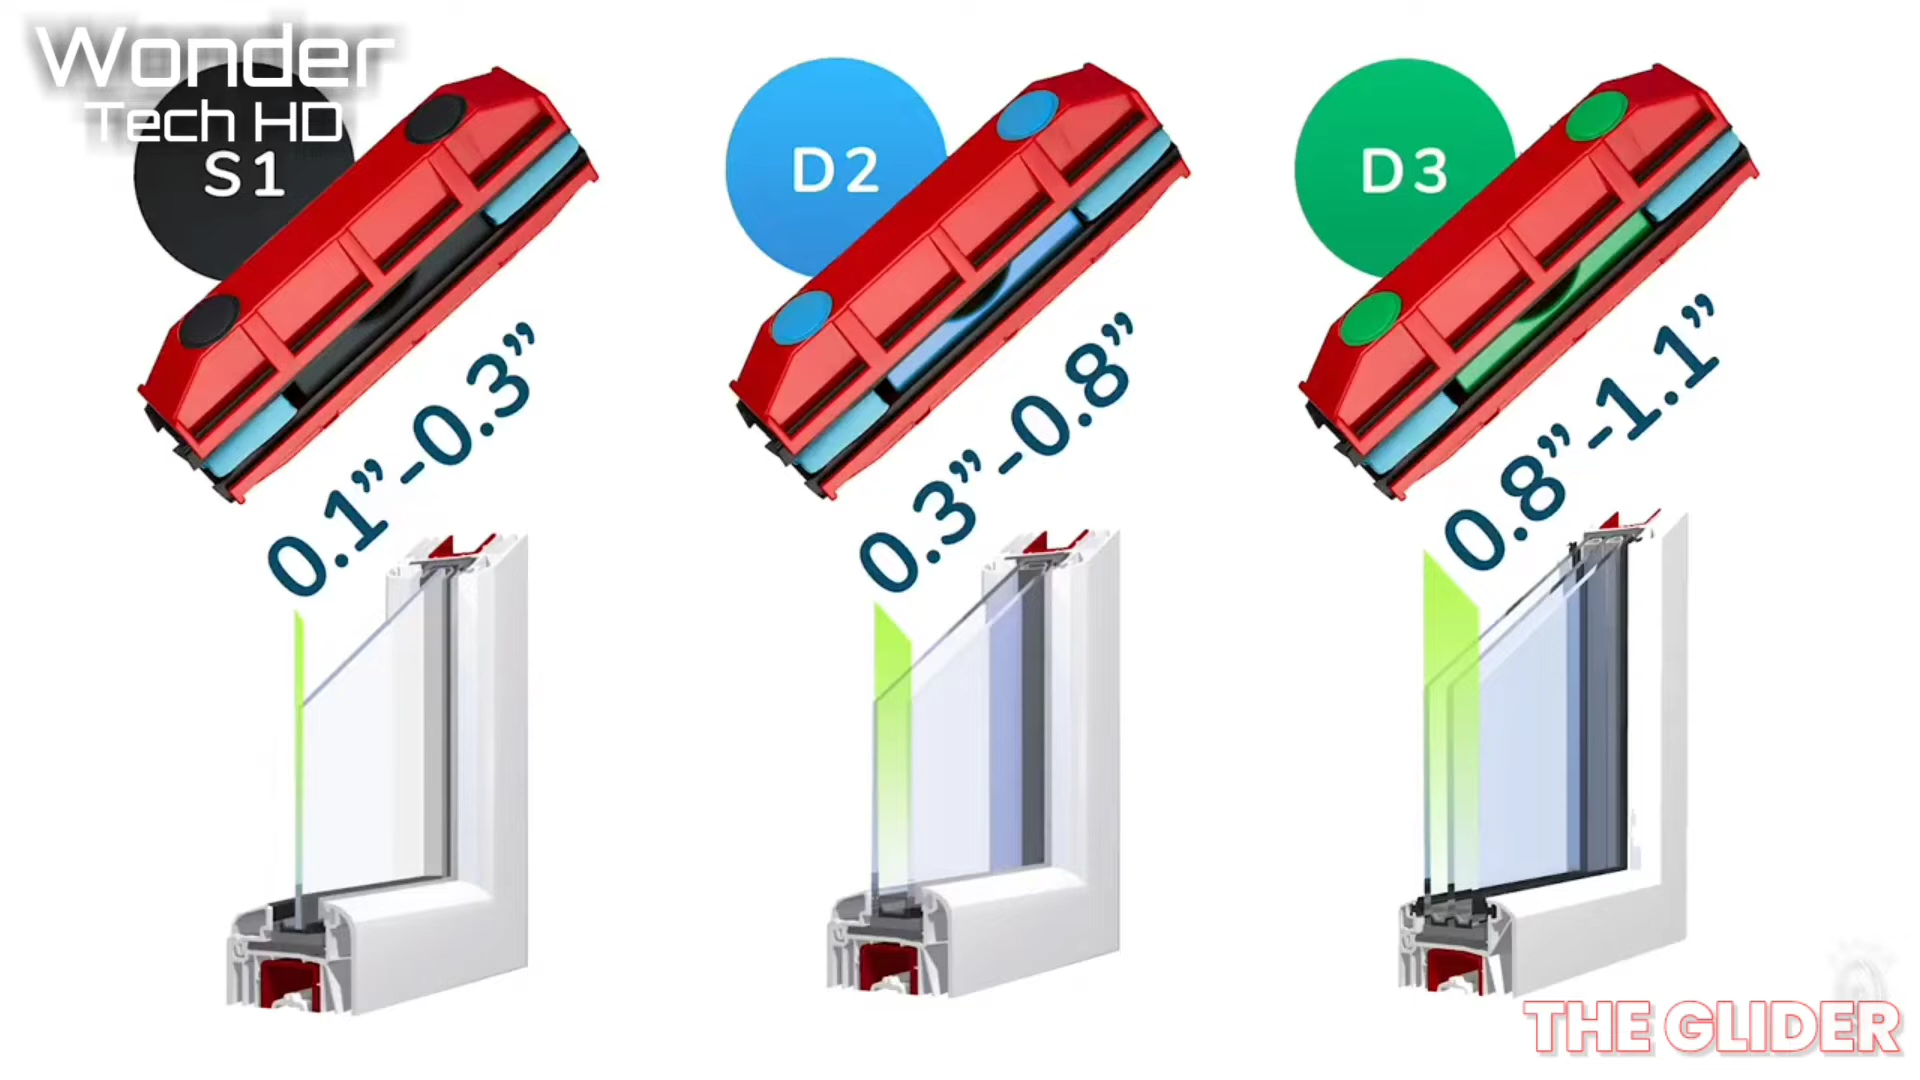 Wonder
Tech HD
S1
D2
D3
0.1”-0.3”
0.3”-0.8”
0.8”-1.1”
THE GLIDER